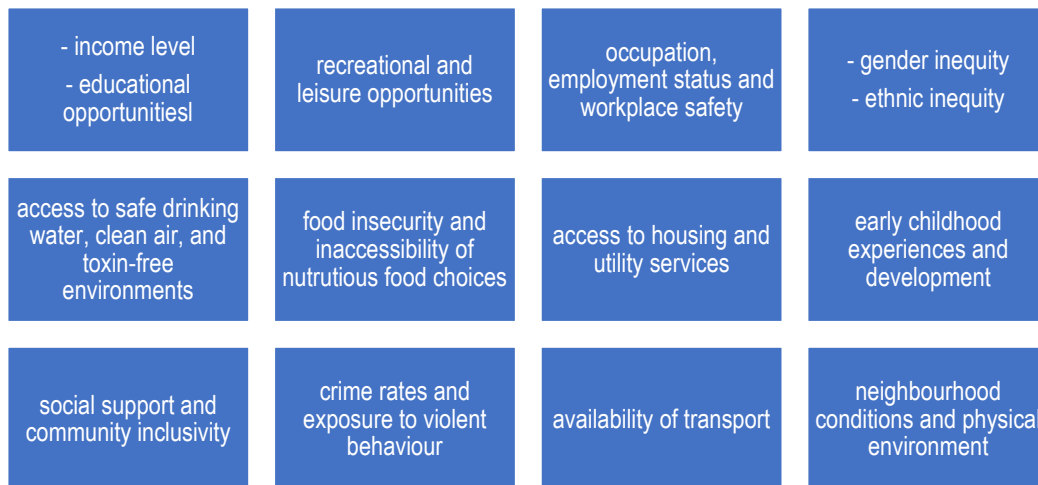 - income level
- educational
opportunitiesl
recreational and
leisure opportunities
occupation,
employment status and
workplace safety
- gender inequity
- ethnic inequity
access to safe drinking
water, clean air, and
toxin-free
environments
food insecurity and
inaccessibility of
nutrutious food choices
access to housing and
utility services
early childhood
experiences and
development
social support and
community inclusivity
crime rates and
exposure to violent
behaviour
availability of transport
neighbourhood
conditions and physical
environment